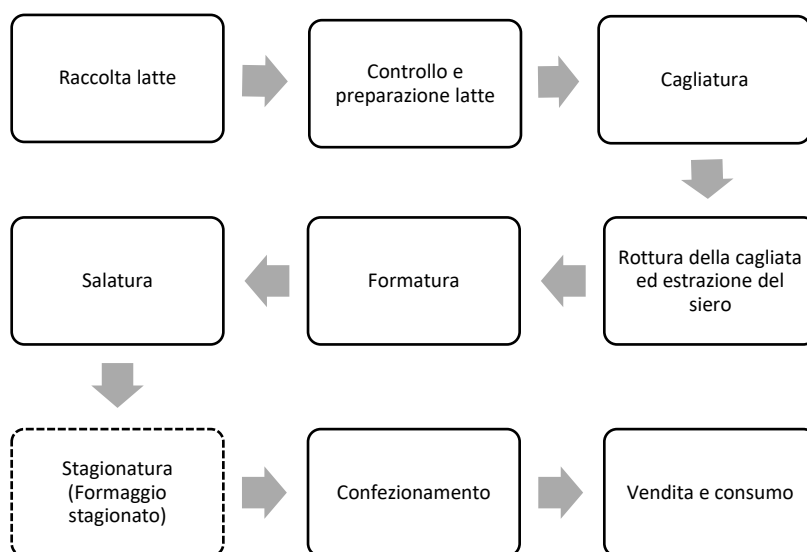 Raccolta latte
Controllo e
preparazione latte
Cagliatura
Rottura della cagliata
ed estrazione del
siero
Formatura
Salatura
Stagionatura
(Formaggio
stagionato)
Confezionamento
Vendita e consumo